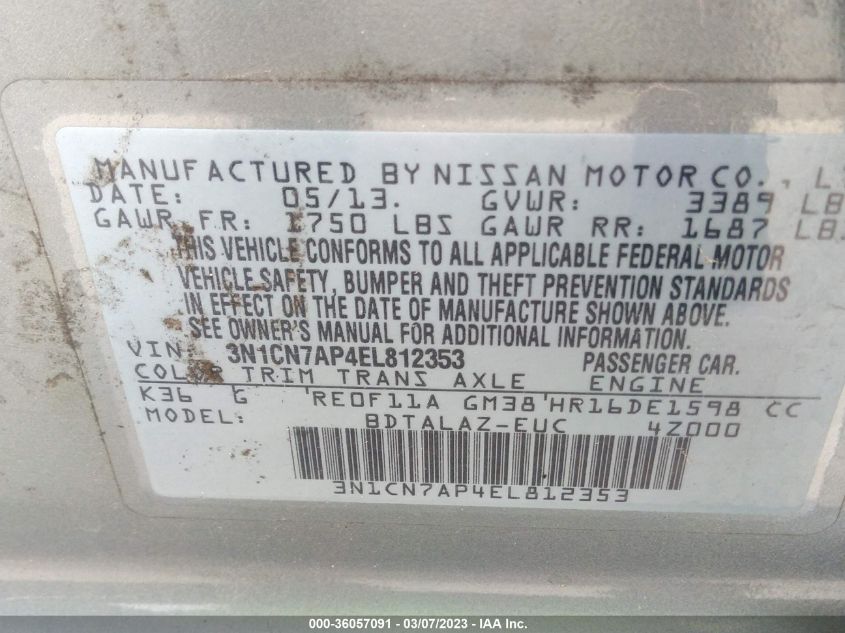 MANUFACTURED BY NISSAN MOTOR CO.,
DATE: 05/13. GVWR: 3389 LB
GAWR FR: 1750 LBS GAWR RR: 1687 LBS
THIS VEHICLE CONFORMS TO ALL APPLICABLE FEDERAL MOTOR
VEHICLE SAFETY, BUMPER AND THEFT PREVENTION STANDARDS
IN EFFECT ON THE DATE OF MANUFACTURE SHOWN ABOVE.
SEE OWNER'S MANUAL FOR ADDITIONAL INFORMATION.
VIN: 3N1CN7AP4EL812353 PASSENGER CAR.
COLOR TRIM TRANS AXLE ENGINE
K36 G RE0F11A GM38 HR16DE1598 CC
MODEL: BDTALAZ-EUC 4Z000
3N1CN7AP4EL812353
000-36057091 - 03/07/2023 - IAA Inc.